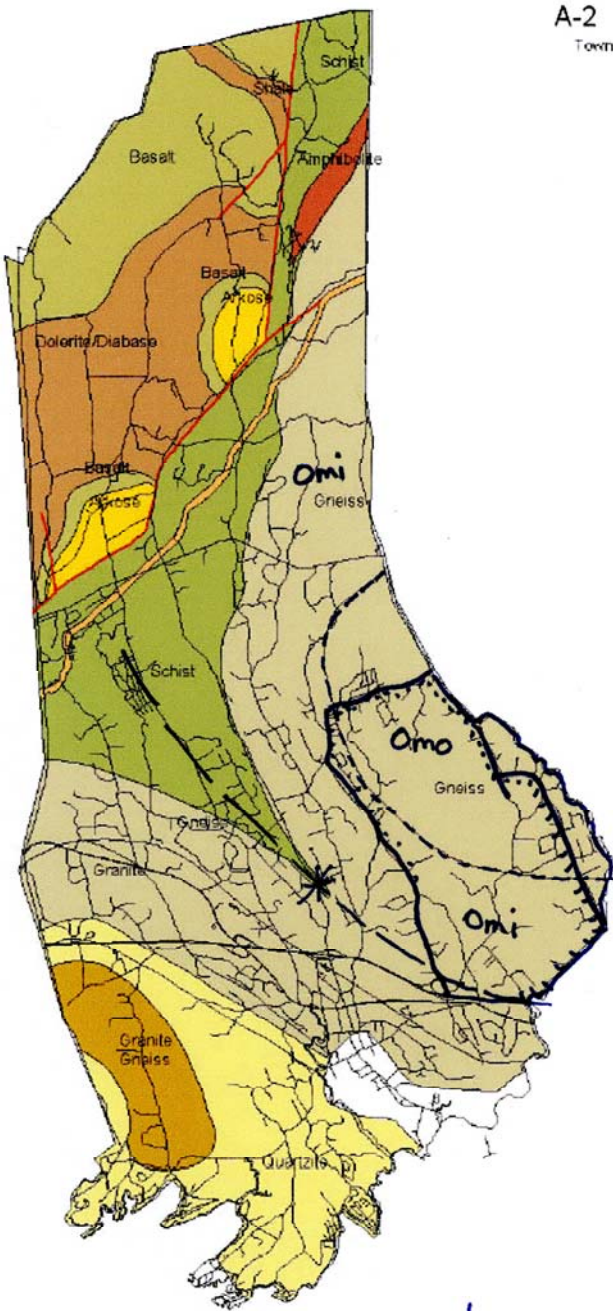 A-2
Town
Schist
Shale
Basalt
Amphibolite
Basalt
Arkose
Dolerite/Diabase
Omi
Gneiss
Basalt
Arkose
Schist
Omo
Gneiss
Gneiss
Granite
Omi
Granite
Gneiss
Quartzite